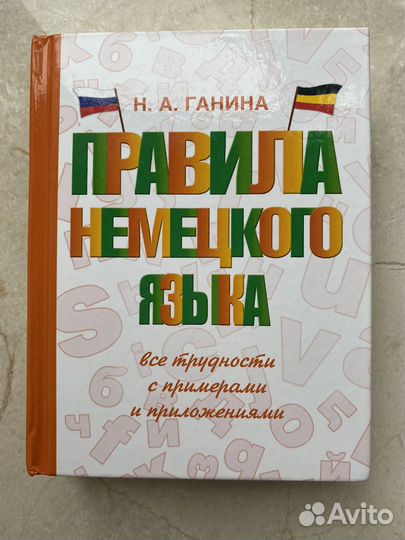 Н. А. ГАНИНА
ПРАВИЛА
НЕМЕЦКОГО
ЯЗЫКА
все трудности
с примерами
и приложениями
Avito